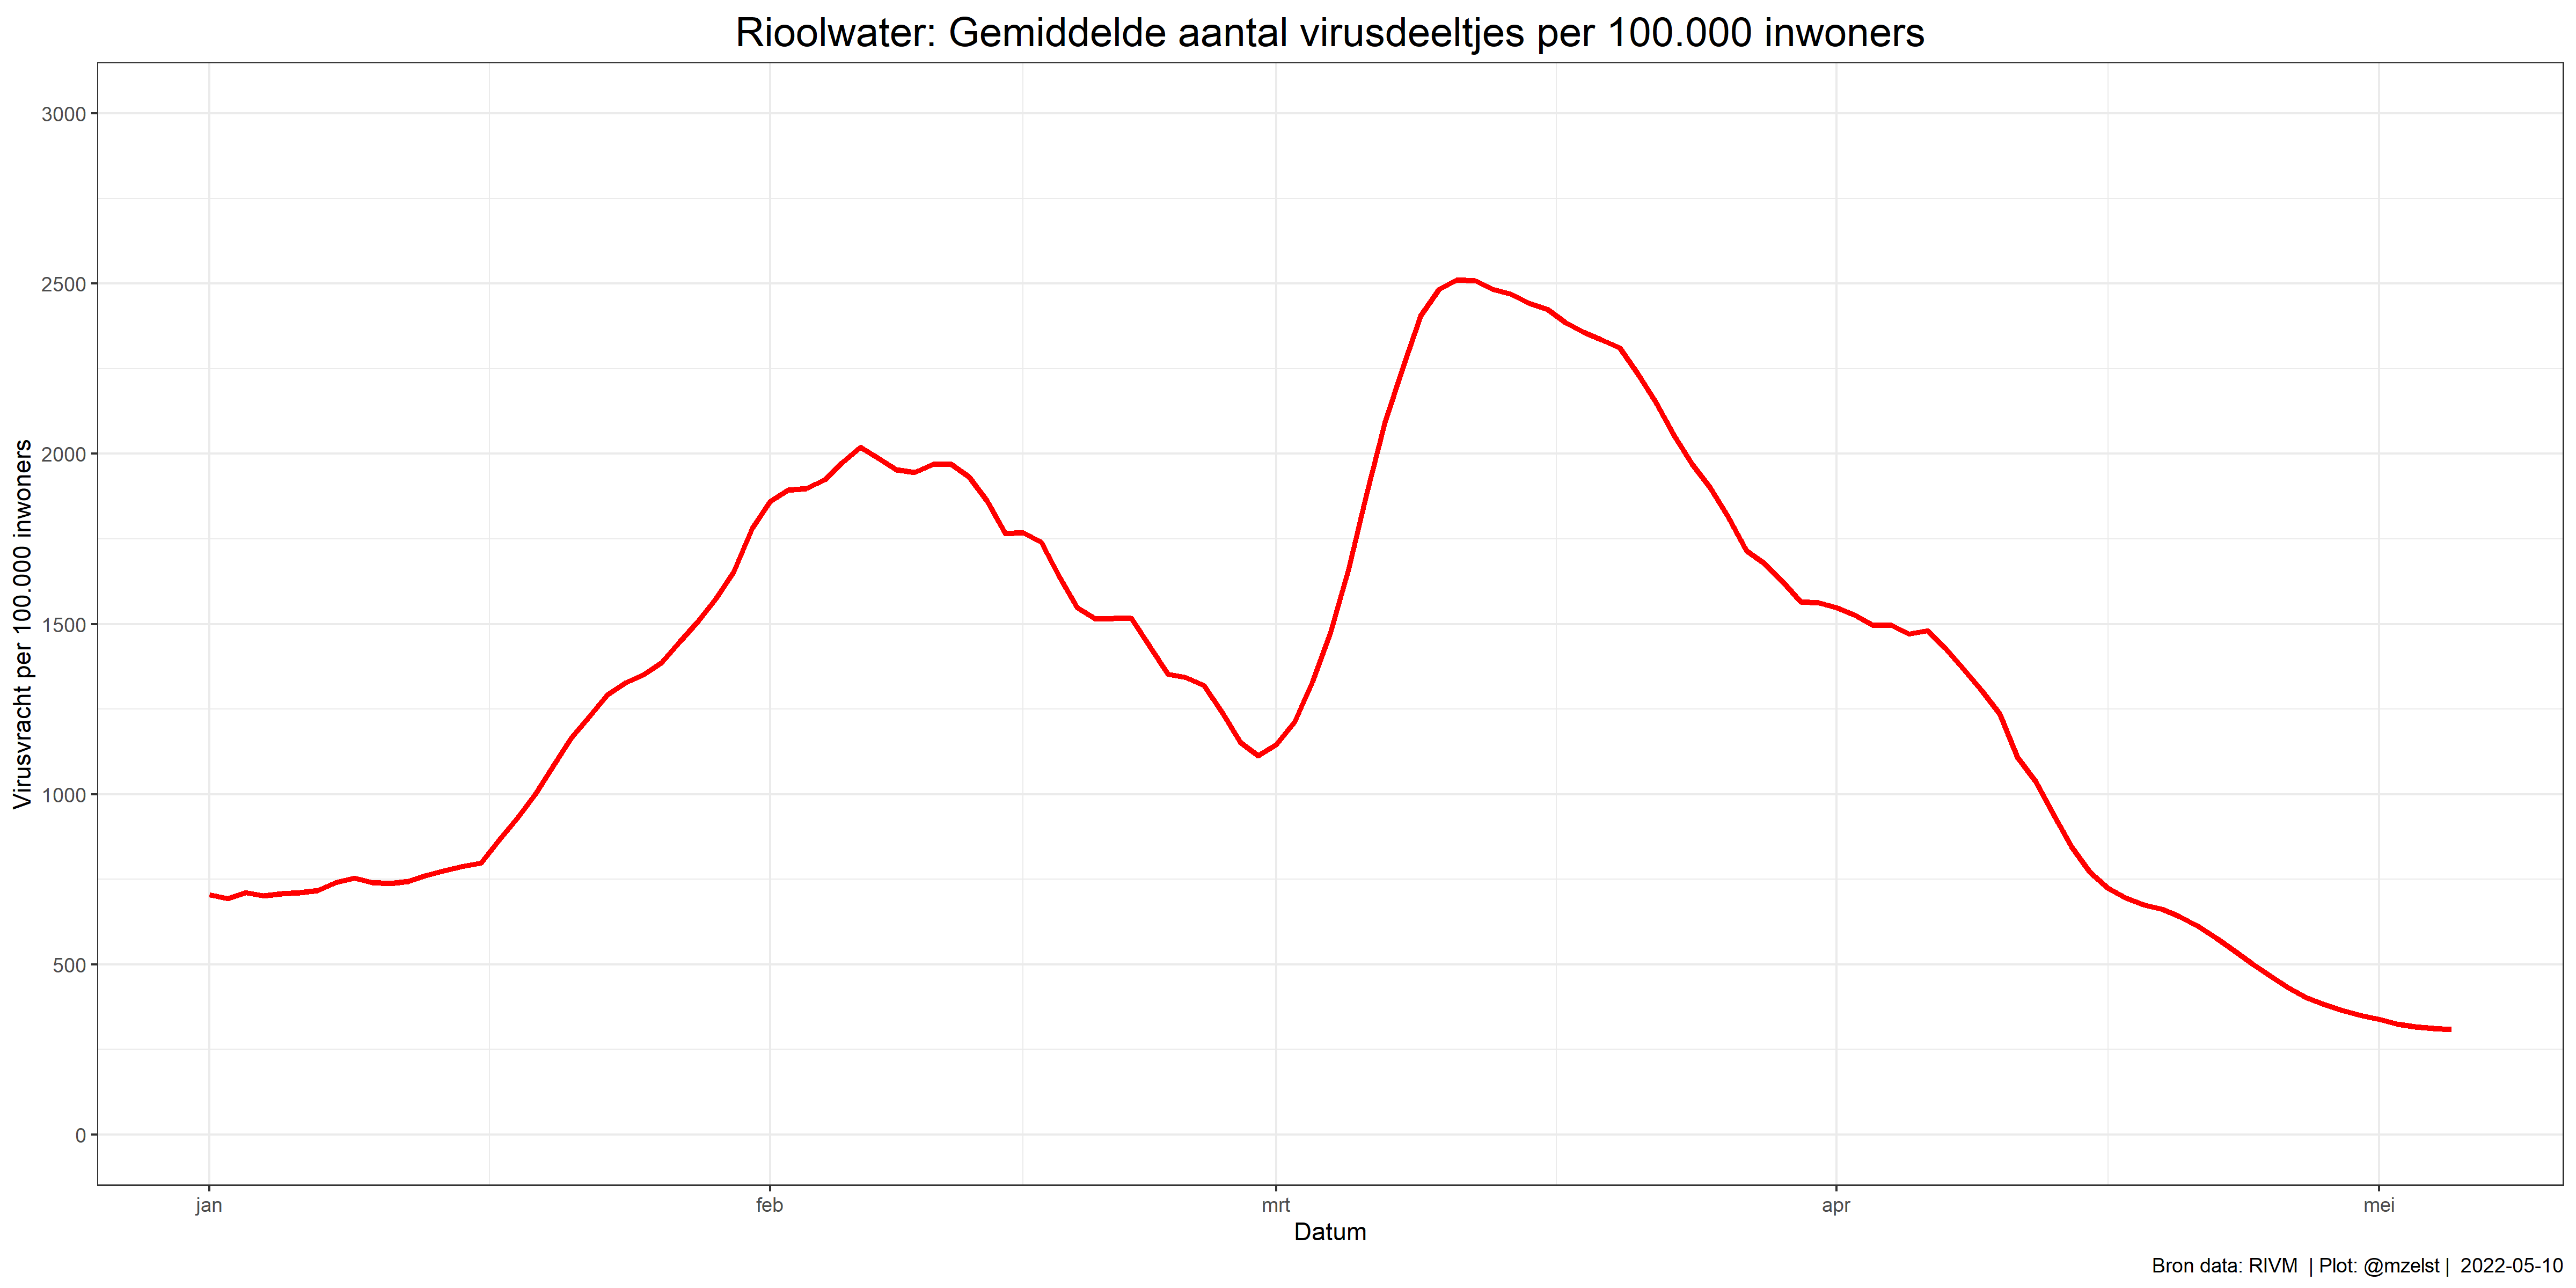 Rioolwater: Gemiddelde aantal virusdeeltjes per 100.000 inwoners
Virusvracht per 100.000 inwoners
3000
2500
2000
1500
1000
500
0
jan feb mrt apr mei
Datum
Bron data: RIVM | Plot: @mzelst | 2022-05-10